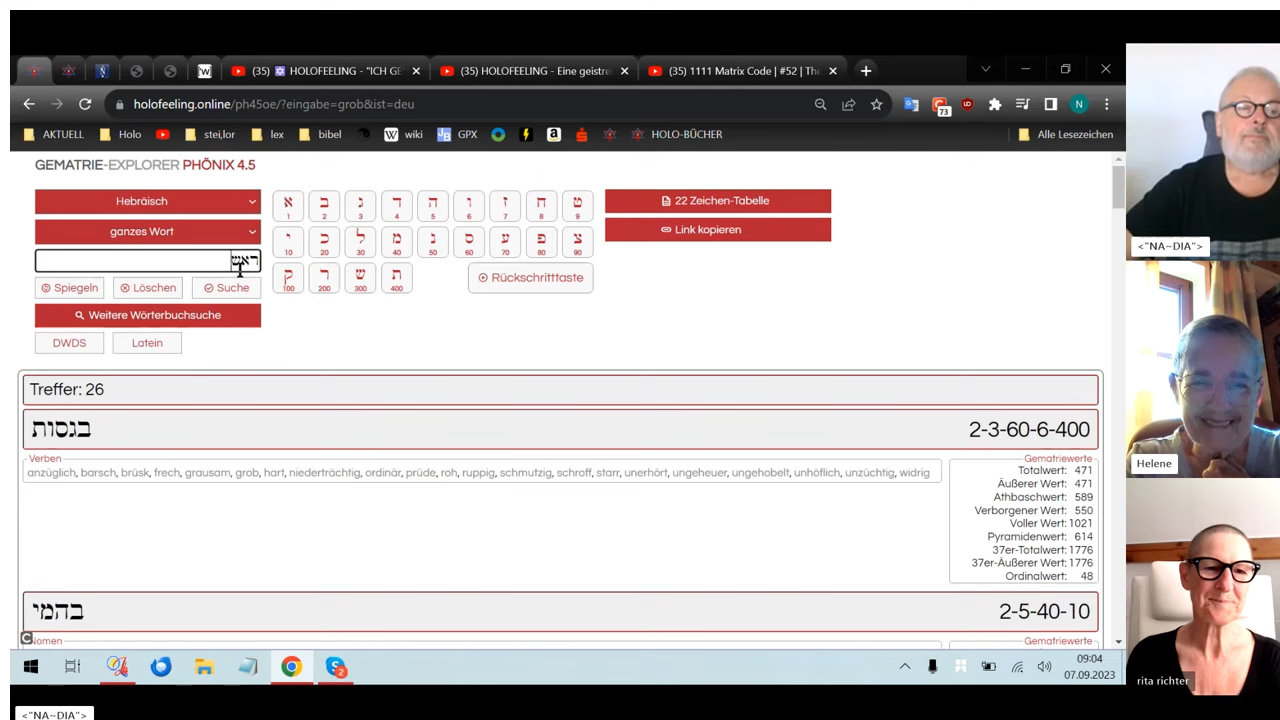 (35) ✡ HOLOFEELING - "ICH GE
(35) HOLOFEELING - Eine geistre
(35) 1111 Matrix Code | #52 | The
holofeeling.online/ph45oe/?eingabe=grob&ist=deu
73
N
AKTUELL
Holo
stei,lor
lex
bibel
wiki
GPX
HOLO-BÜCHER
Alle Lesezeichen
GEMATRIE-EXPLORER PHÖNIX 4.5
Hebräisch
ganzes Wort
ראש
Spiegeln
Löschen
Suche
Weitere Wörterbuchsuche
DWDS
Latein
א ב ג ד ה ו ז ח ט
1 2 3 4 5 6 7 8 9
י כ ל מ נ ס ע פ צ
10 20 30 40 50 60 70 80 90
ק ר ש ת
100 200 300 400
Rückschritttaste
22 Zeichen-Tabelle
Link kopieren
Treffer: 26
בגסות
2-3-60-6-400
Verben
anzüglich, barsch, brüsk, frech, grausam, grob, hart, niederträchtig, ordinär, prüde, roh, ruppig, schmutzig, schroff, starr, unerhört, ungeheuer, ungehobelt, unhöflich, unzüchtig, widrig
Gematriewerte
Totalwert: 471
Äußerer Wert: 471
Athbaschwert: 589
Verborgener Wert: 550
Voller Wert: 1021
Pyramidenwert: 614
37er-Totalwert: 1776
37er-Äußerer Wert: 1776
Ordinalwert: 48
בהמי
2-5-40-10
Nomen
Gematriewerte
09:04
07.09.2023
<"NA~DIA">
Helene
rita richter
<"NA~DIA">